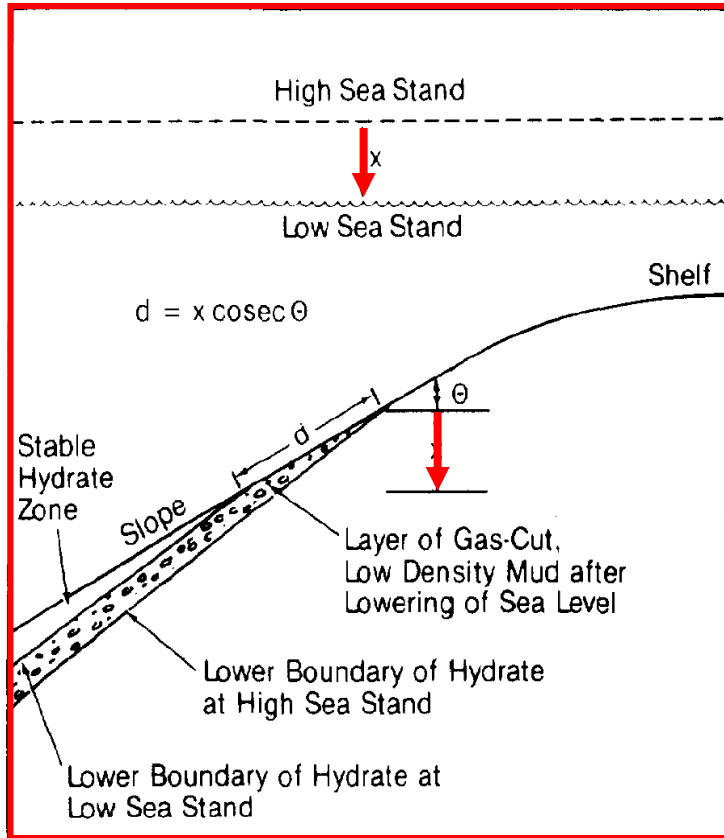 High Sea Stand
x
Low Sea Stand
Shelf
d = x cosec Θ
Θ
d
x
Stable
Hydrate
Zone
Slope
Layer of Gas-Cut,
Low Density Mud after
Lowering of Sea Level
Lower Boundary of Hydrate
at High Sea Stand
Lower Boundary of Hydrate at
Low Sea Stand